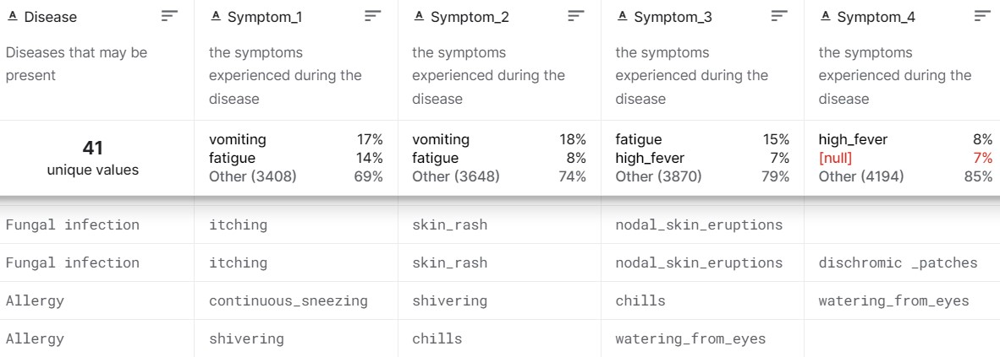 Disease Symptom_1 Symptom_2 Symptom_3 Symptom_4
Diseases that may be the symptoms the symptoms the symptoms the symptoms
present experienced during the experienced during the experienced during the experienced during the
disease disease disease disease
41 vomiting 17% vomiting 18% fatigue 15% high_fever 8%
unique values fatigue 14% fatigue 8% high_fever 7% [null] 7%
Other (3408) 69% Other (3648) 74% Other (3870) 79% Other (4194) 85%
Fungal infection itching skin_rash nodal_skin_eruptions
Fungal infection itching skin_rash nodal_skin_eruptions dischromic _patches
Allergy continuous_sneezing shivering chills watering_from_eyes
Allergy shivering chills watering_from_eyes